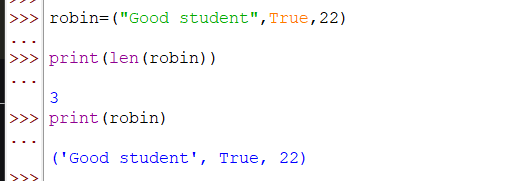 >>> robin=("Good student",True,22)
...
>>> print(len(robin))
...
3
>>> print(robin)
...
('Good student', True, 22)
>>>